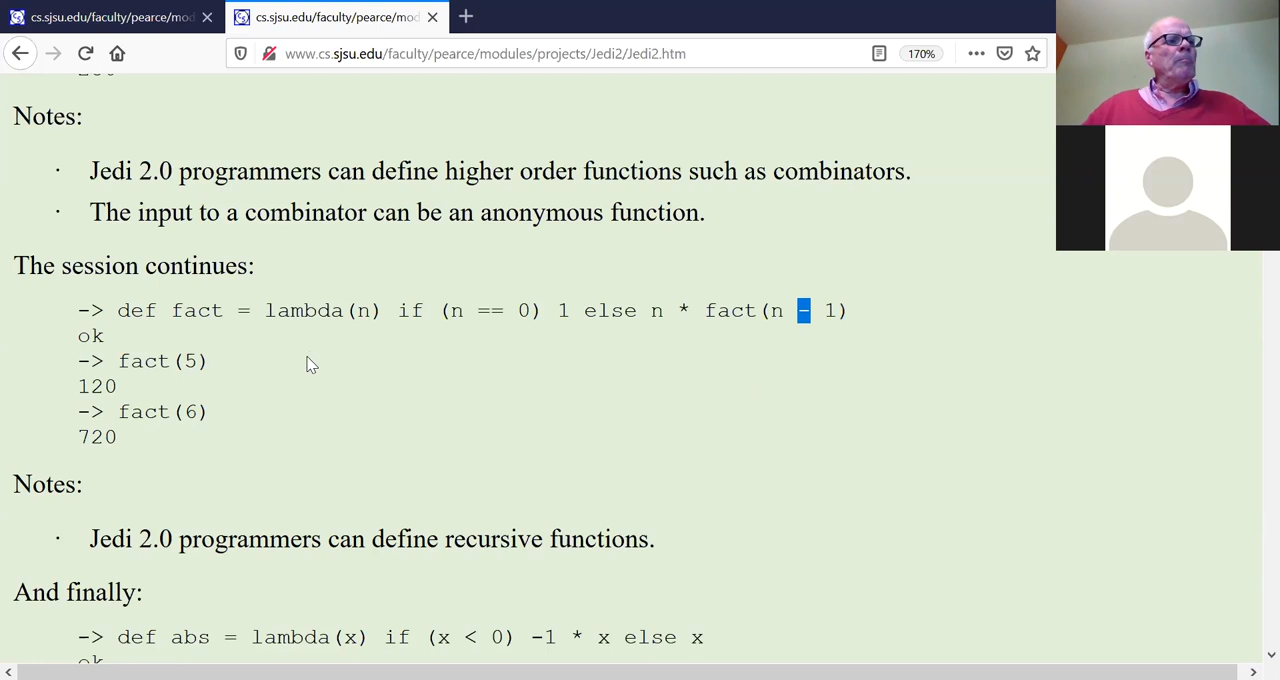 cs.sjsu.edu/faculty/pearce/mod
cs.sjsu.edu/faculty/pearce/mod
www.cs.sjsu.edu/faculty/pearce/modules/projects/Jedi2/Jedi2.htm
170%
Notes:
· Jedi 2.0 programmers can define higher order functions such as combinators.
· The input to a combinator can be an anonymous function.
The session continues:
-> def fact = lambda(n) if (n == 0) 1 else n * fact(n - 1)
ok
-> fact(5)
120
-> fact(6)
720
Notes:
· Jedi 2.0 programmers can define recursive functions.
And finally:
-> def abs = lambda(x) if (x < 0) -1 * x else x
ok